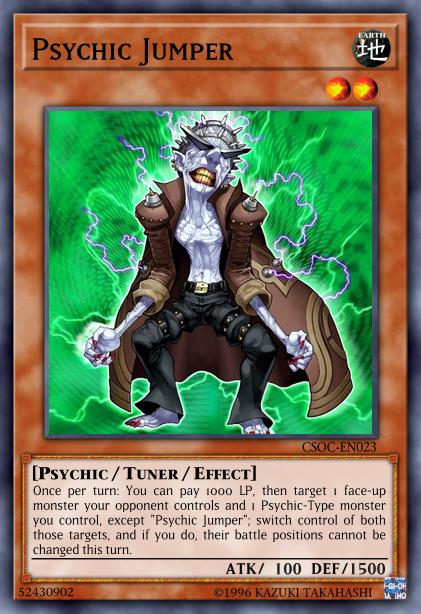 Psychic Jumper
EARTH
地
CSOC-EN023
[Psychic / Tuner / Effect]
Once per turn: You can pay 1000 LP, then target 1 face-up
monster your opponent controls and 1 Psychic-Type monster
you control, except "Psychic Jumper"; switch control of both
those targets, and if you do, their battle positions cannot be
changed this turn.
ATK/ 100 DEF/1500
52430902
©1996 KAZUKI TAKAHASHI